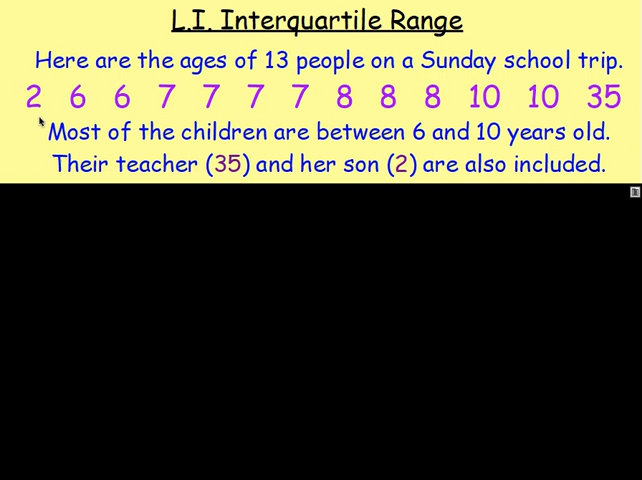 L.I. Interquartile Range
Here are the ages of 13 people on a Sunday school trip.
2 6 6 7 7 7 7 8 8 8 10 10 35
Most of the children are between 6 and 10 years old.
Their teacher (35) and her son (2) are also included.